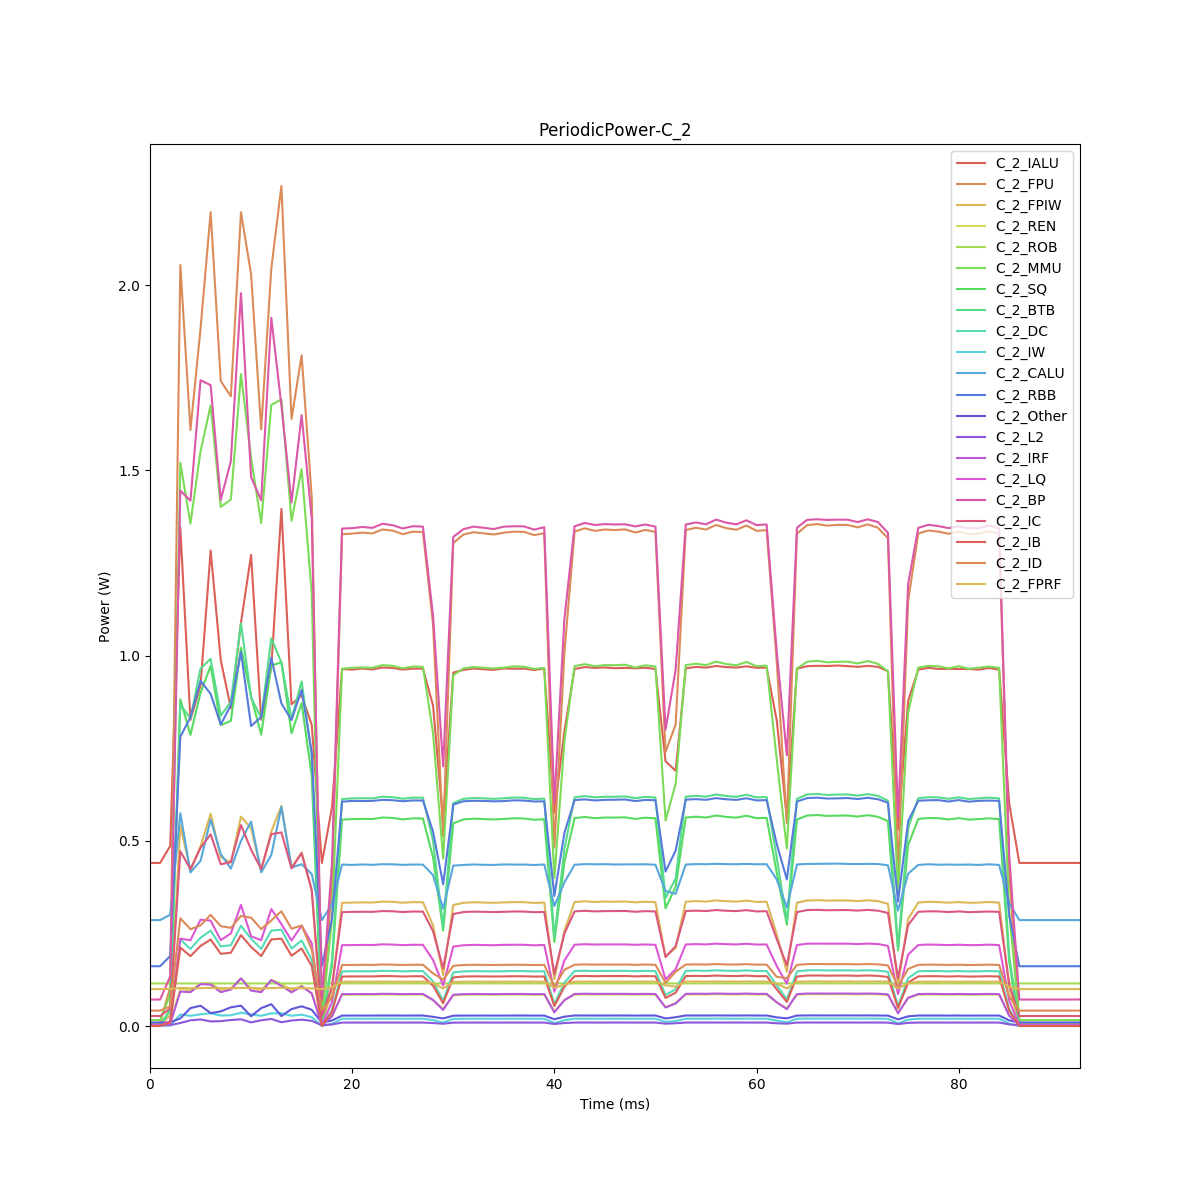 PeriodicPower-C_2
C_2_IALU
C_2_FPU
C_2_FPIW
C_2_REN
C_2_ROB
C_2_MMU
C_2_SQ
C_2_BTB
C_2_DC
C_2_IW
C_2_CALU
C_2_RBB
C_2_Other
C_2_L2
C_2_IRF
C_2_LQ
C_2_BP
C_2_IC
C_2_IB
C_2_ID
C_2_FPRF
2.0
1.5
1.0
0.5
0.0
Power (W)
0 20 40 60 80
Time (ms)